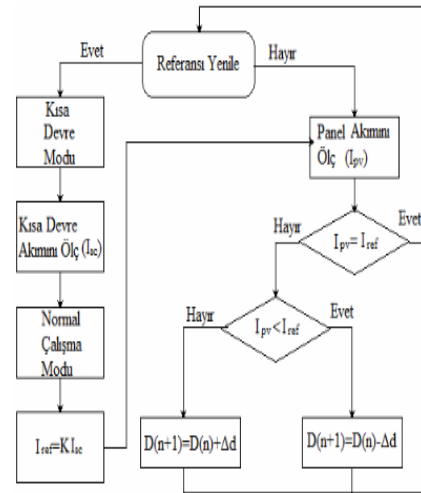 Referansı Yenile
Evet
Hayır
Kısa
Devre
Modu
Kısa Devre
Akımını Ölç (Isc)
Normal
Çalışma
Modu
Iref=KIsc
Panel Akımını
Ölç (Ipv)
Hayır
Evet
Ipv= Iref
Hayır
Evet
Ipv<Iref
D(n+1)=D(n)+Δd
D(n+1)=D(n)-Δd